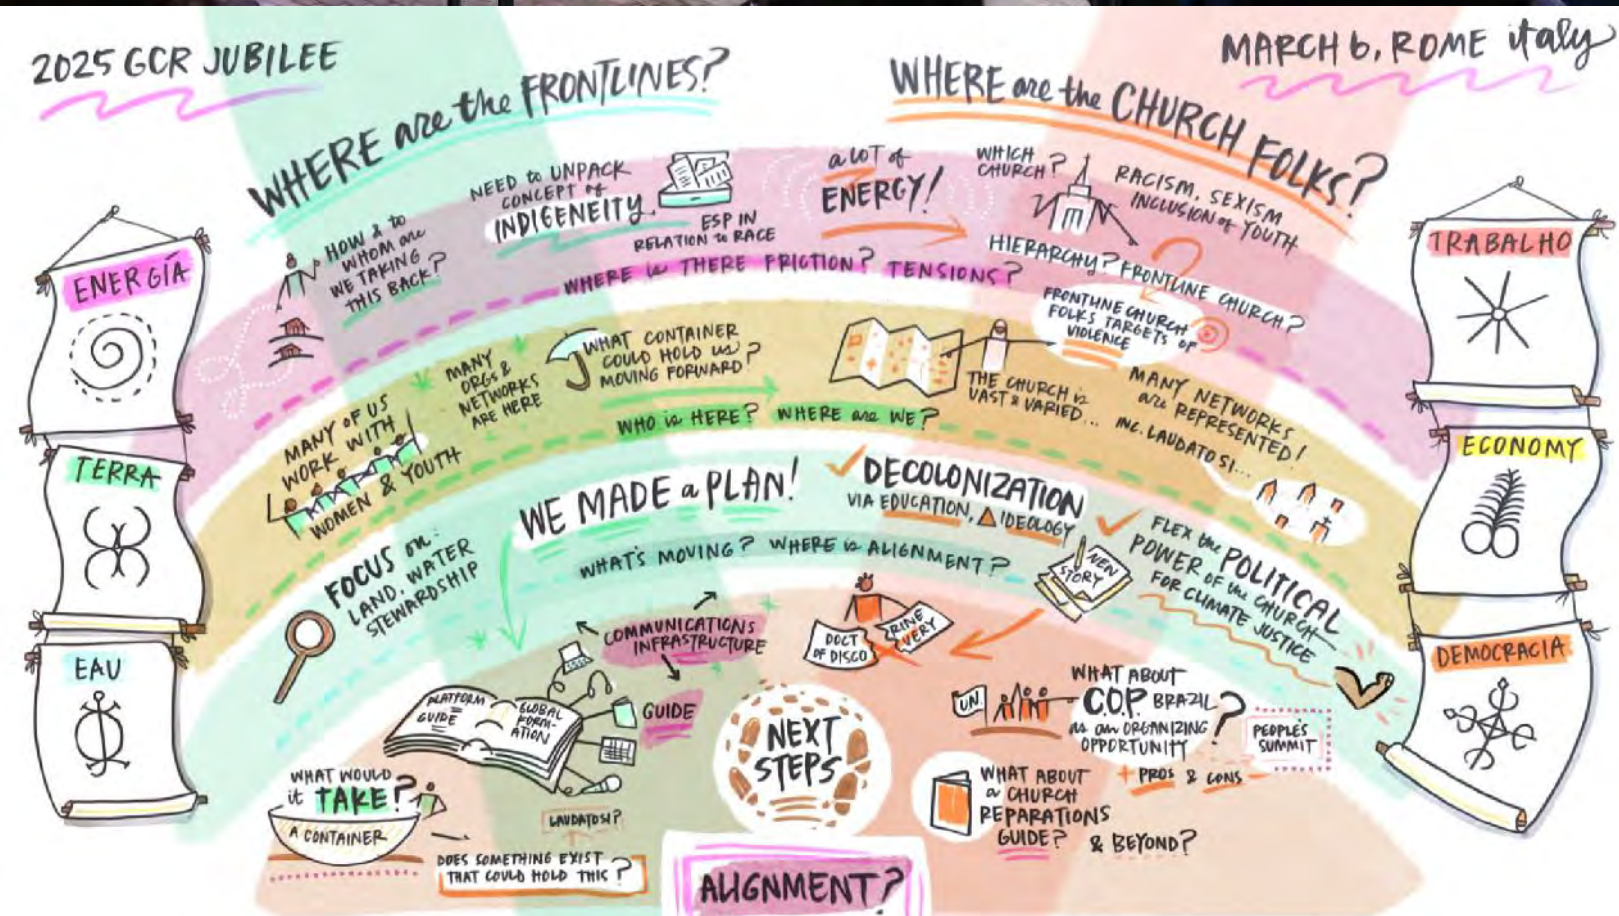 2025 GCR JUBILEE
MARCH 6, ROME italy
WHERE are the FRONTLINES?
WHERE are the CHURCH FOLKS?
ENERGÍA
TERRA
EAU
HOW & to
WHOM are
WE TAKING
THIS BACK?
NEED to UNPACK
CONCEPT of
INDIGENEITY.
ESP IN
RELATION to RACE
a LOT of
ENERGY!
WHICH
CHURCH?
RACISM, SEXISM
INCLUSION of YOUTH
HIERARCHY? FRONTLINE CHURCH?
WHERE is THERE FRICTION? TENSIONS?
FRONTLINE CHURCH
FOLKS TARGETS OF
VIOLENCE
MANY OF US
WORK WITH
WOMEN & YOUTH
MANY
ORGS &
NETWORKS
ARE HERE
WHAT CONTAINER
COULD HOLD US
MOVING FORWARD?
THE CHURCH is
VAST & VARIED...
MANY NETWORKS
are REPRESENTED!
INC. LAUDATO SI...
WHO is HERE? WHERE are WE?
FOCUS on:
LAND, WATER
STEWARDSHIP
WE MADE a PLAN!
DECOLONIZATION
VIA EDUCATION, IDEOLOGY
NEW
STORY
FLEX the POLITICAL
POWER OF the CHURCH
FOR CLIMATE JUSTICE
WHAT'S MOVING? WHERE is ALIGNMENT?
COMMUNICATIONS
INFRASTRUCTURE
PLATFORM
=
GUIDE
GLOBAL
FORM-
ATION
GUIDE
WHAT WOULD
it TAKE?
A CONTAINER
LAUDATO SI?
DOES SOMETHING EXIST
THAT COULD HOLD THIS?
DOCT
OF DISCO
RINE
VERY
NEXT
STEPS
UN.
WHAT ABOUT
C.O.P BRAZIL
as an ORGANIZING
OPPORTUNITY?
PEOPLE'S
SUMMIT
+ PROS & CONS -
WHAT ABOUT
a CHURCH
REPARATIONS
GUIDE? & BEYOND?
ALIGNMENT?
TRABALHO
ECONOMY
DEMOCRACIA